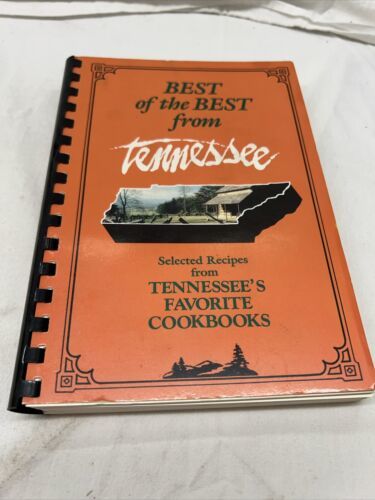 BEST
of the BEST
from
Tennessee
Selected Recipes
from
TENNESSEE'S
FAVORITE
COOKBOOKS